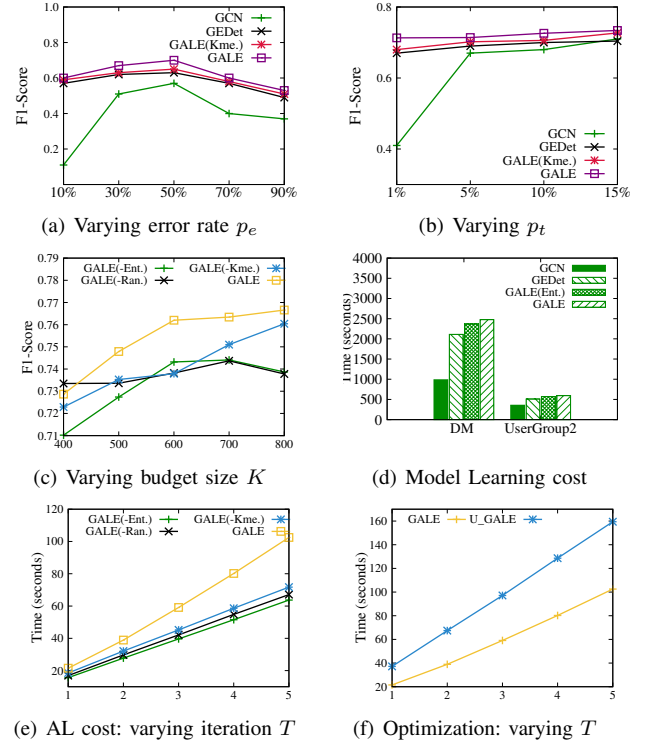 F1-Score
1.0
0.8
0.6
0.4
0.2
10% 30% 50% 70% 90%
GCN
GEDet
GALE(Kme.)
GALE
(a) Varying error rate p_e
F1-Score
0.8
0.6
0.4
1% 5% 10% 15%
GCN
GEDet
GALE(Kme.)
GALE
(b) Varying p_t
F1-Score
0.79
0.78
0.77
0.76
0.75
0.74
0.73
0.72
0.71
400 500 600 700 800
GALE(-Ent.) GALE(-Kme.)
GALE(-Ran.) GALE
(c) Varying budget size K
Time (seconds)
4000
3500
3000
2500
2000
1500
1000
500
0
DM UserGroup2
GCN
GEDet
GALE(Ent.)
GALE
(d) Model Learning cost
Time (seconds)
120
100
80
60
40
20
1 2 3 4 5
GALE(-Ent.) GALE(-Kme.)
GALE(-Ran.) GALE
(e) AL cost: varying iteration T
Time (seconds)
160
140
120
100
80
60
40
20
1 2 3 4 5
GALE U_GALE
(f) Optimization: varying T